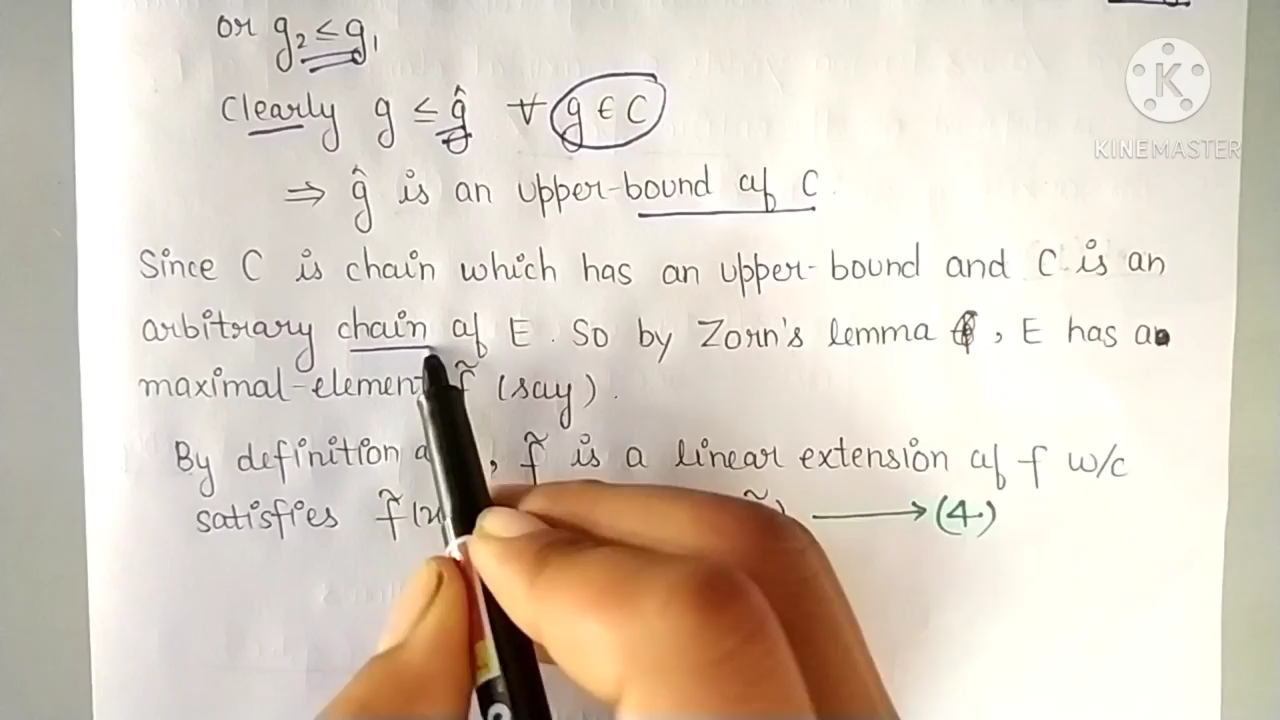 or g₂ ≤ g₁
Clearly g ≤ ĝ ∀ g ∈ C
⇒ ĝ is an upper-bound of C.
Since C is chain which has an upper-bound and C is an
arbitrary chain of E. So by Zorn's lemma, E has a
maximal-element f̃ (say).
By definition , f̃ is a linear extension of f w/c
satisfies f̃(x → (4.)
K
KINEMASTER